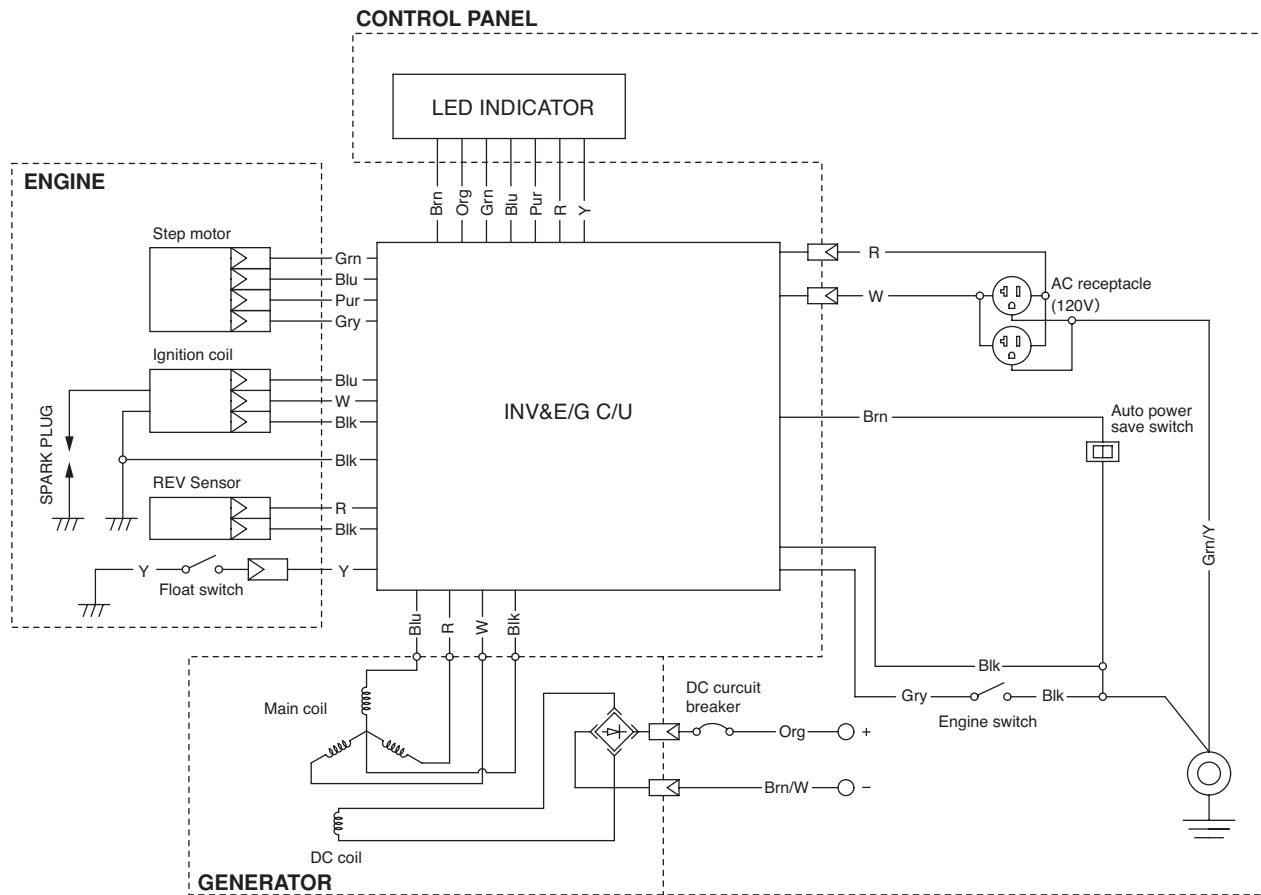 CONTROL PANEL
LED INDICATOR
Brn
Org
Grn
Blu
Pur
R
Y
ENGINE
Step motor
Grn
Blu
Pur
Gry
Ignition coil
Blu
W
Blk
Blk
SPARK PLUG
REV Sensor
R
Blk
Y
Y
Float switch
INV&E/G C/U
R
W
AC receptacle
(120V)
Brn
Auto power
save switch
Grn/Y
Blk
Gry
Blk
Engine switch
Blu
R
W
Blk
Main coil
DC coil
DC curcuit
breaker
Org
+
Brn/W
−
GENERATOR